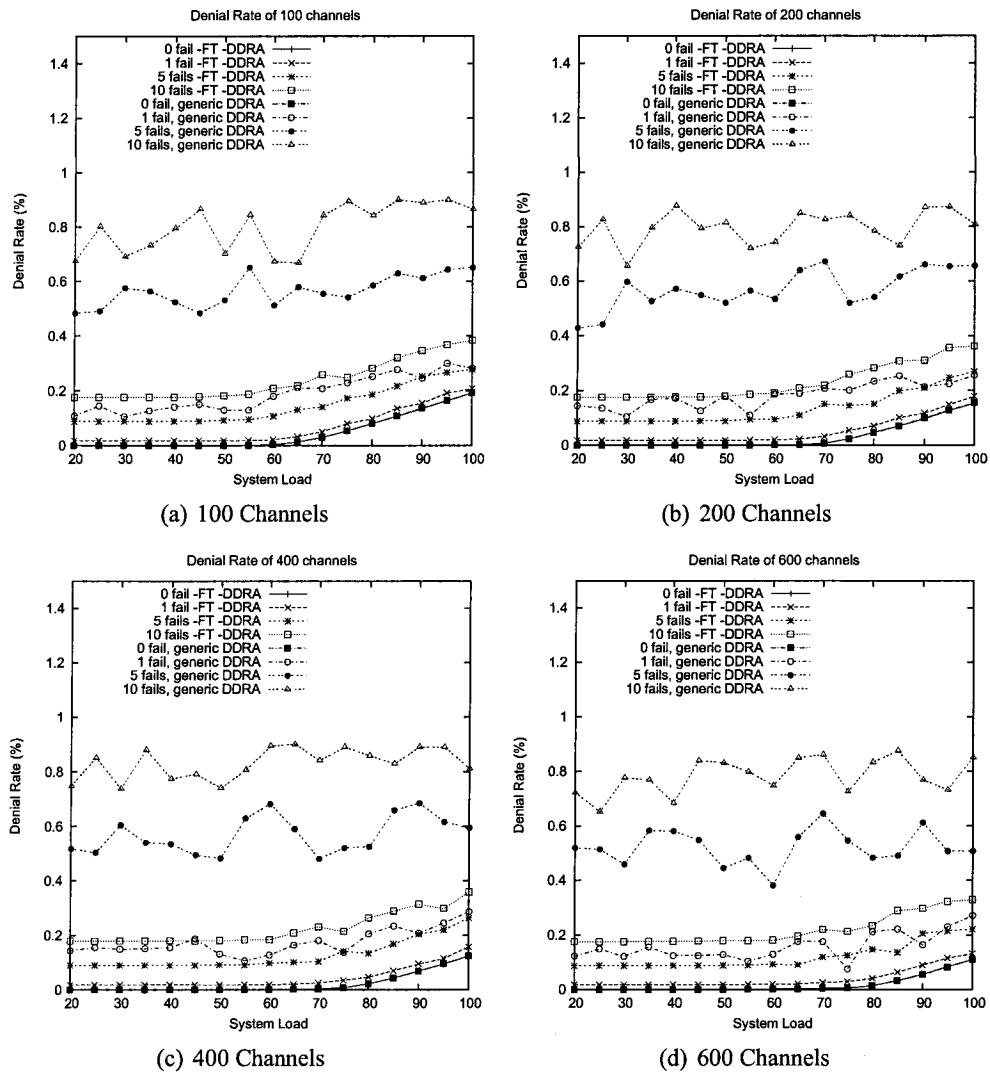 Denial Rate of 100 channels
1.4
1.2
1
0.8
0.6
0.4
0.2
0
Denial Rate (%)
0 fail -FT -DDRA
1 fail -FT -DDRA
5 fails -FT -DDRA
10 fails -FT -DDRA
0 fail, generic DDRA
1 fail, generic DDRA
5 fails, generic DDRA
10 fails, generic DDRA
20 30 40 50 60 70 80 90 100
System Load
(a) 100 Channels
Denial Rate of 200 channels
1.4
1.2
1
0.8
0.6
0.4
0.2
0
Denial Rate (%)
0 fail -FT -DDRA
1 fail -FT -DDRA
5 fails -FT -DDRA
10 fails -FT -DDRA
0 fail, generic DDRA
1 fail, generic DDRA
5 fails, generic DDRA
10 fails, generic DDRA
20 30 40 50 60 70 80 90 100
System Load
(b) 200 Channels
Denial Rate of 400 channels
1.4
1.2
1
0.8
0.6
0.4
0.2
0
Denial Rate (%)
0 fail -FT -DDRA
1 fail -FT -DDRA
5 fails -FT -DDRA
10 fails -FT -DDRA
0 fail, generic DDRA
1 fail, generic DDRA
5 fails, generic DDRA
10 fails, generic DDRA
20 30 40 50 60 70 80 90 100
System Load
(c) 400 Channels
Denial Rate of 600 channels
1.4
1.2
1
0.8
0.6
0.4
0.2
0
Denial Rate (%)
0 fail -FT -DDRA
1 fail -FT -DDRA
5 fails -FT -DDRA
10 fails -FT -DDRA
0 fail, generic DDRA
1 fail, generic DDRA
5 fails, generic DDRA
10 fails, generic DDRA
20 30 40 50 60 70 80 90 100
System Load
(d) 600 Channels